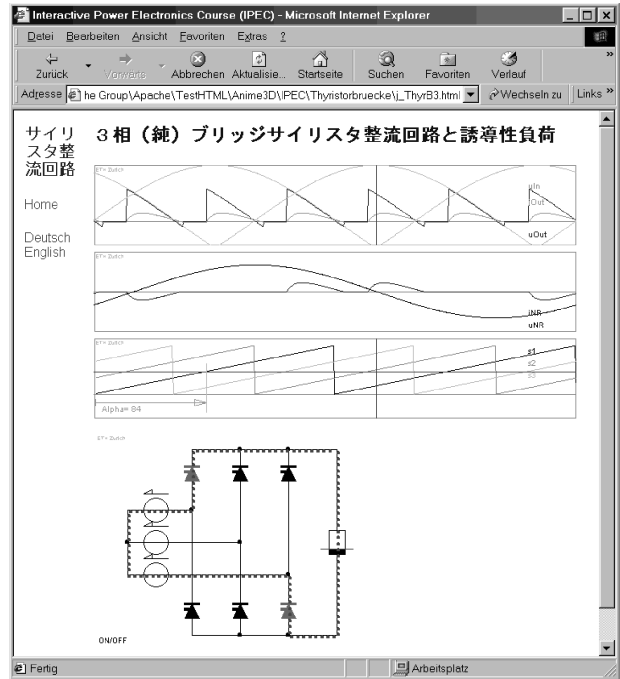 Interactive Power Electronics Course (IPEC) - Microsoft Internet Explorer
Datei Bearbeiten Ansicht Favoriten Extras ?
Zurück Vorwärts Abbrechen Aktualisie... Startseite Suchen Favoriten Verlauf »
Adresse he Group\Apache\TestHTML\Anime3D\IPEC\Thyristorbruecke\j_ThyrB3.html Wechseln zu Links »
サイリ
スタ整
流回路
Home
Deutsch
English
3相（純）ブリッジサイリスタ整流回路と誘導性負荷
uIn
iOut
uOut
iNR
uNR
s1
s2
s3
Alpha= 94
ON/OFF
Fertig
Arbeitsplatz